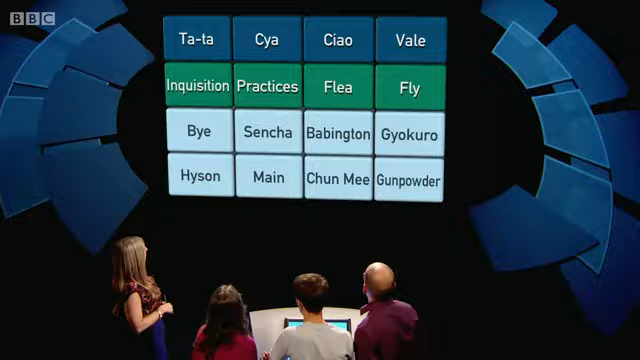 BBC
Ta-ta Cya Ciao Vale
Inquisition Practices Flea Fly
Bye Sencha Babington Gyokuro
Hyson Main Chun Mee Gunpowder